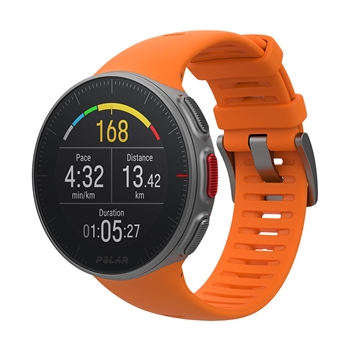 168
Pace Distance
4:32 13.42
min/km km
Duration
01:05:27
POLAR